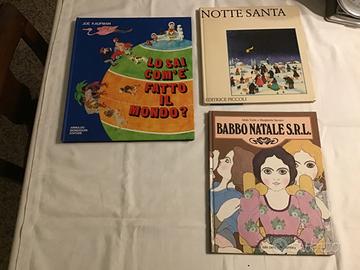 JOE KAUFMAN
LO SAI
COM'È
FATTO
IL
MONDO?
ARNOLDO
MONDADORI
EDITORE
NOTTE SANTA
EDITRICE PICCOLI
BABBO NATALE S.R.L.